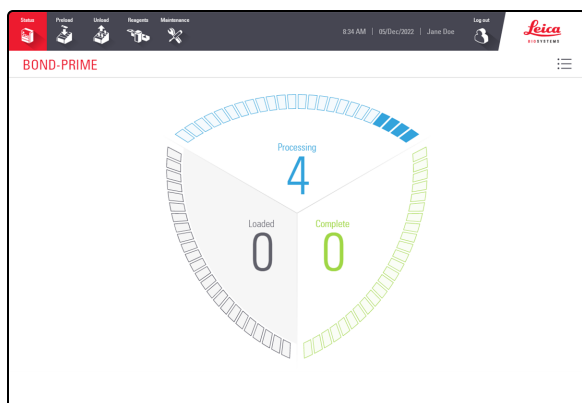 Status
Preload
Unload
Reagents
Maintenance
8:34 AM | 05/Dec/2022 | Jane Doe
Log out
Leica
BIOSYSTEMS
BOND-PRIME
Processing
4
Loaded
0
Complete
0